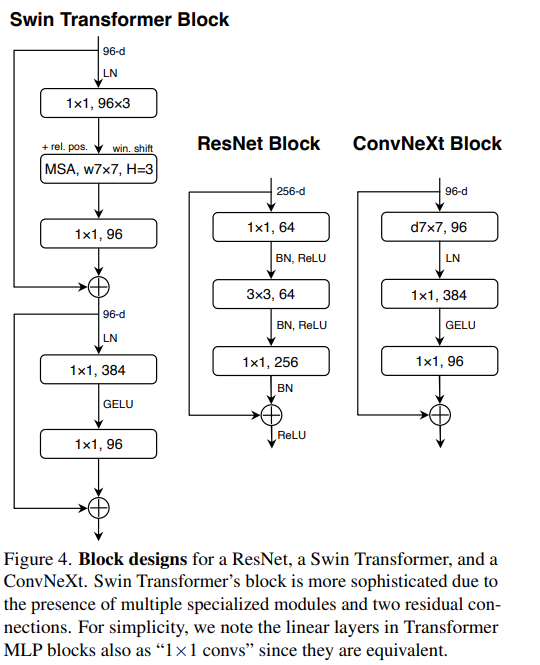 Swin Transformer Block
96-d
LN
1×1, 96×3
+ rel. pos.
win. shift
MSA, w7×7, H=3
1×1, 96
96-d
LN
1×1, 384
GELU
1×1, 96
ResNet Block
256-d
1×1, 64
BN, ReLU
3×3, 64
BN, ReLU
1×1, 256
BN
ReLU
ConvNeXt Block
96-d
d7×7, 96
LN
1×1, 384
GELU
1×1, 96
Figure 4. Block designs for a ResNet, a Swin Transformer, and a
ConvNeXt. Swin Transformer's block is more sophisticated due to
the presence of multiple specialized modules and two residual con-
nections. For simplicity, we note the linear layers in Transformer
MLP blocks also as "1×1 convs" since they are equivalent.